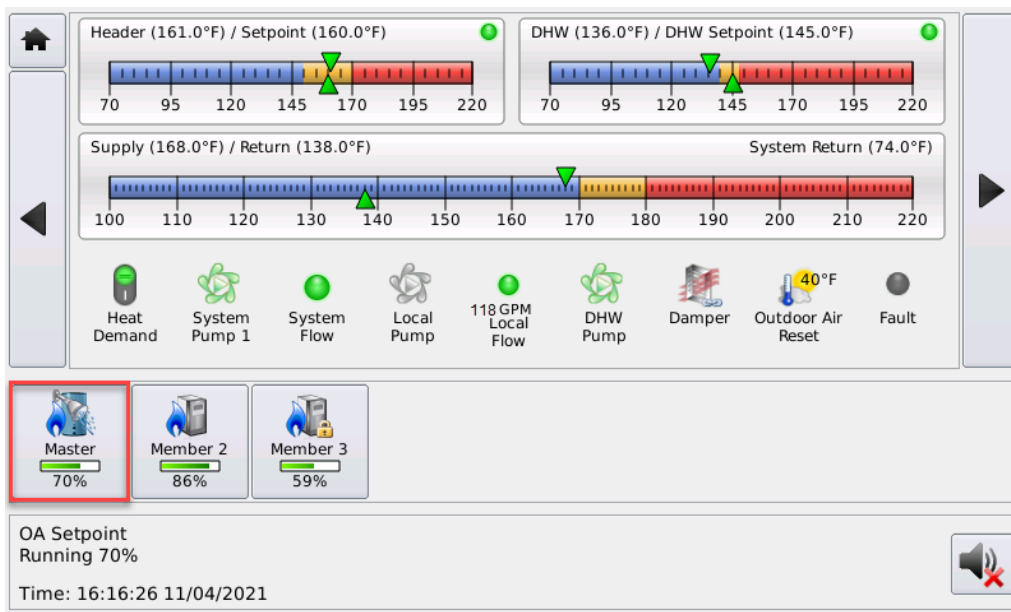 Header (161.0°F) / Setpoint (160.0°F)
70 95 120 145 170 195 220
DHW (136.0°F) / DHW Setpoint (145.0°F)
70 95 120 145 170 195 220
Supply (168.0°F) / Return (138.0°F) System Return (74.0°F)
100 110 120 130 140 150 160 170 180 190 200 210 220
Heat
Demand
System
Pump 1
System
Flow
Local
Pump
118 GPM
Local
Flow
DHW
Pump
Damper
40°F
Outdoor Air
Reset
Fault
Master
70%
Member 2
86%
Member 3
59%
OA Setpoint
Running 70%
Time: 16:16:26 11/04/2021